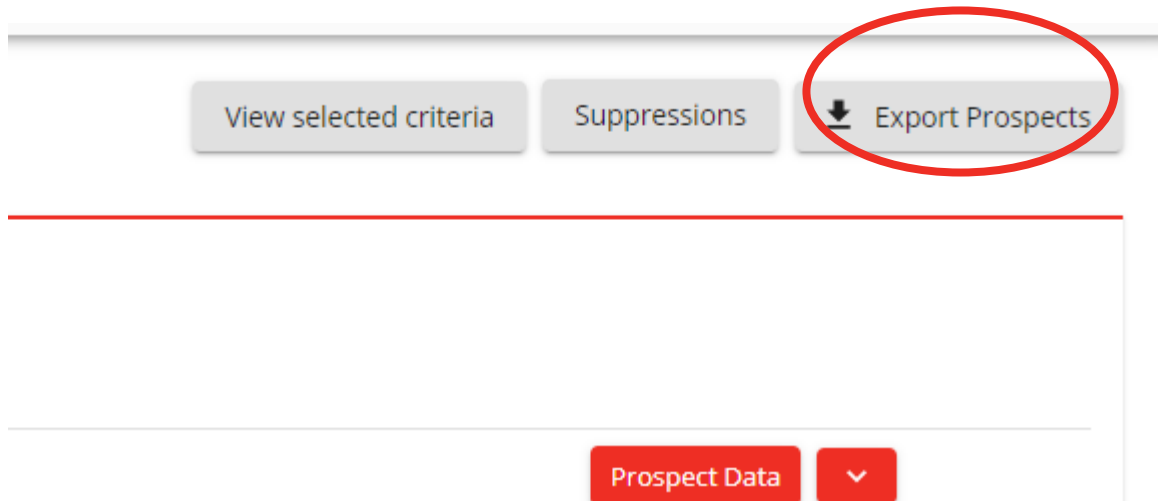 View selected criteria
Suppressions
Export Prospects
Prospect Data